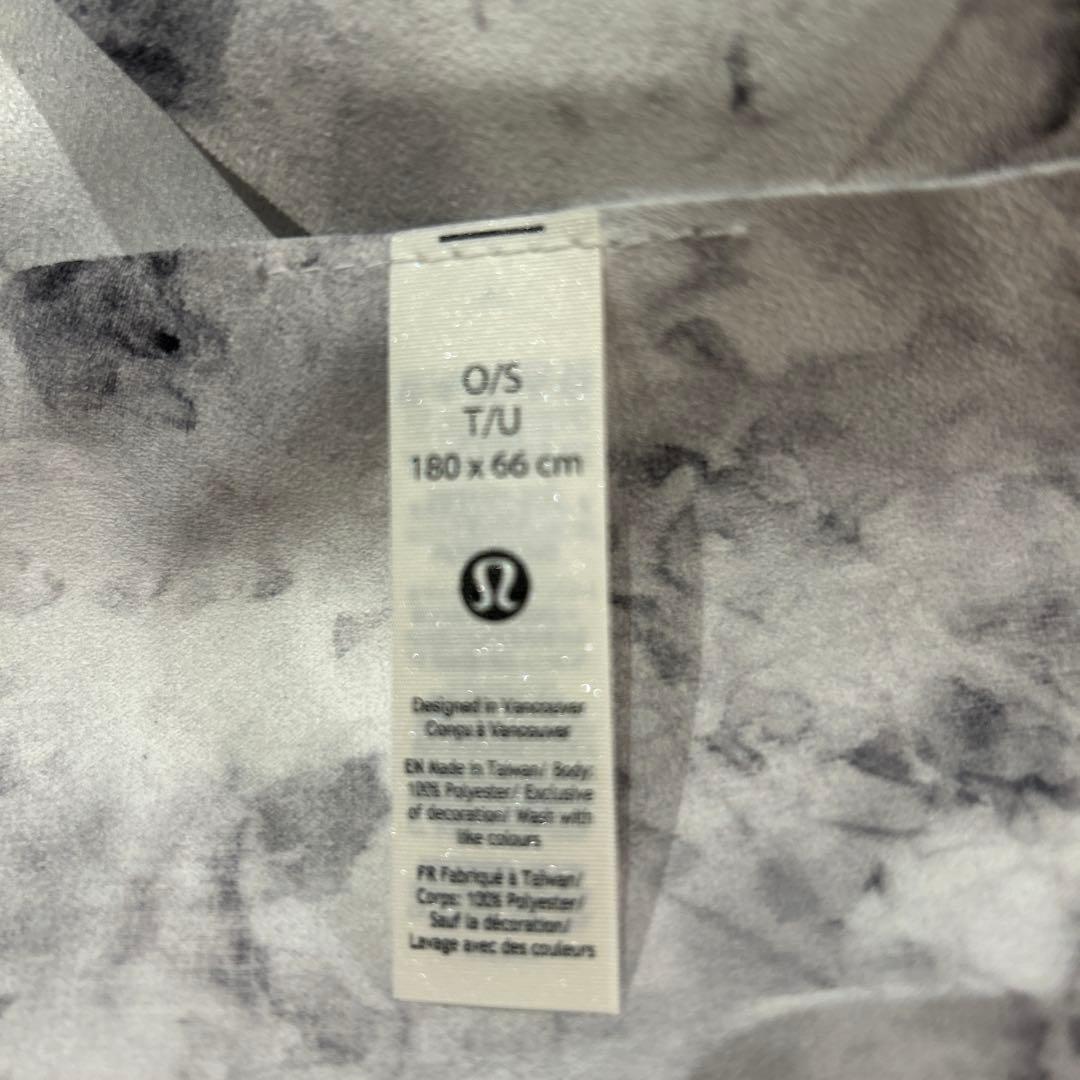 O/S
T/U
180 x 66 cm
Designed in Vancouver
Conçu à Vancouver
EN Made in Taiwan/ Body:
100% Polyester/ Exclusive
of decoration/ Wash with
like colours
FR Fabriqué à Taïwan/
Corps: 100% Polyester/
Sauf la décoration/
Lavage avec des couleurs